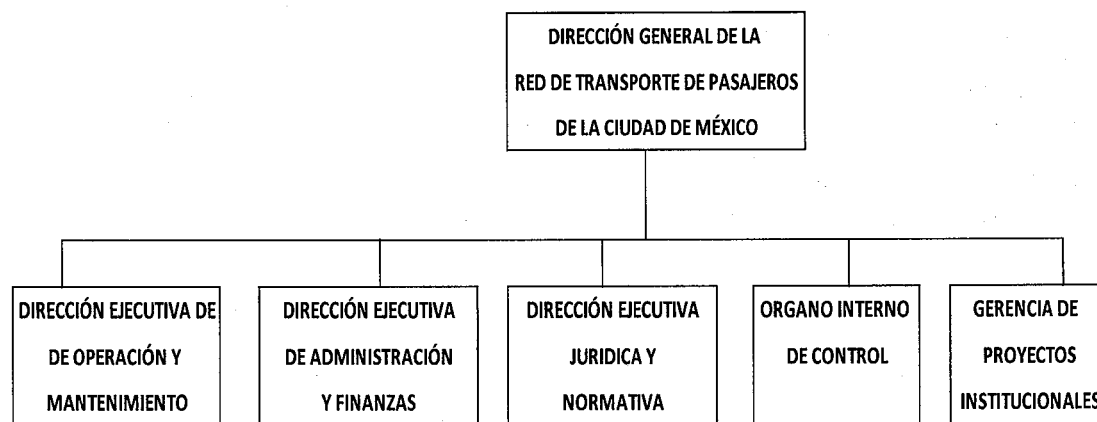 DIRECCIÓN GENERAL DE LA
RED DE TRANSPORTE DE PASAJEROS
DE LA CIUDAD DE MÉXICO
DIRECCIÓN EJECUTIVA DE
DE OPERACIÓN Y
MANTENIMIENTO
DIRECCIÓN EJECUTIVA
DE ADMINISTRACIÓN
Y FINANZAS
DIRECCIÓN EJECUTIVA
JURIDICA Y
NORMATIVA
ORGANO INTERNO
DE CONTROL
GERENCIA DE
PROYECTOS
INSTITUCIONALES